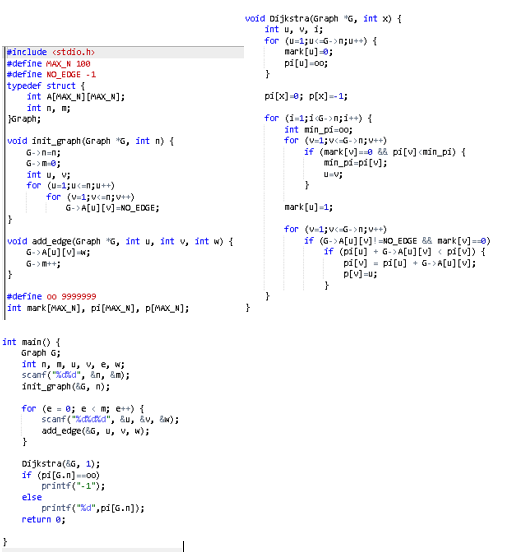 #include <stdio.h>
#define MAX_N 100
#define NO_EDGE -1
typedef struct {
    int A[MAX_N][MAX_N];
    int n, m;
}Graph;

void init_graph(Graph *G, int n) {
    G->n=n;
    G->m=0;
    int u, v;
    for (u=1;u<=n;u++)
        for (v=1;v<=n;v++)
            G->A[u][v]=NO_EDGE;
}

void add_edge(Graph *G, int u, int v, int w) {
    G->A[u][v]=w;
    G->m++;
}

#define oo 9999999
int mark[MAX_N], pi[MAX_N], p[MAX_N];

void Dijkstra(Graph *G, int x) {
    int u, v, i;
    for (u=1;u<=G->n;u++) {
        mark[u]=0;
        pi[u]=oo;
    }

    pi[x]=0; p[x]=-1;

    for (i=1;i<G->n;i++) {
        int min_pi=oo;
        for (v=1;v<=G->n;v++)
            if (mark[v]==0 && pi[v]<min_pi) {
                min_pi=pi[v];
                u=v;
            }

        mark[u]=1;

        for (v=1;v<=G->n;v++)
            if (G->A[u][v]!=NO_EDGE && mark[v]==0)
                if (pi[u] + G->A[u][v] < pi[v]) {
                    pi[v] = pi[u] + G->A[u][v];
                    p[v]=u;
                }
    }
}

int main() {
    Graph G;
    int n, m, u, v, e, w;
    scanf("%d%d", &n, &m);
    init_graph(&G, n);

    for (e = 0; e < m; e++) {
        scanf("%d%d%d", &u, &v, &w);
        add_edge(&G, u, v, w);
    }

    Dijkstra(&G, 1);
    if (pi[G.n]==oo)
        printf("-1");
    else
        printf("%d",pi[G.n]);
    return 0;

}